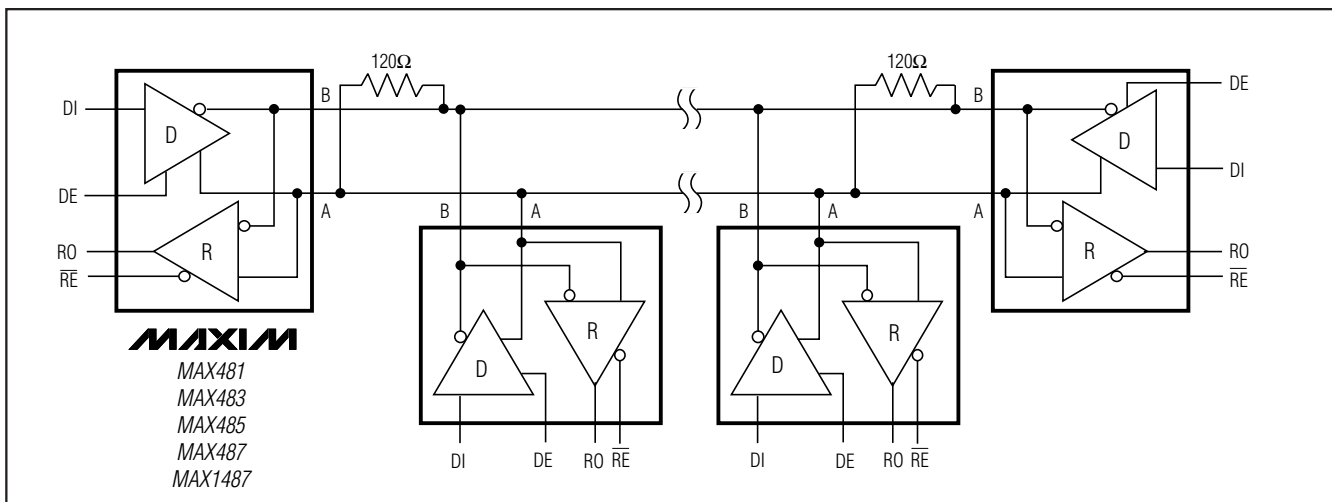 120Ω
120Ω
B
B
DI
DE
D
D
DE
DI
A
B
A
B
A
A
RO
RE
R
R
RO
RE
MAXIM
R
R
MAX481
D
D
MAX483
MAX485
MAX487
MAX1487
DI
DE
RO
RE
DI
DE
RO
RE